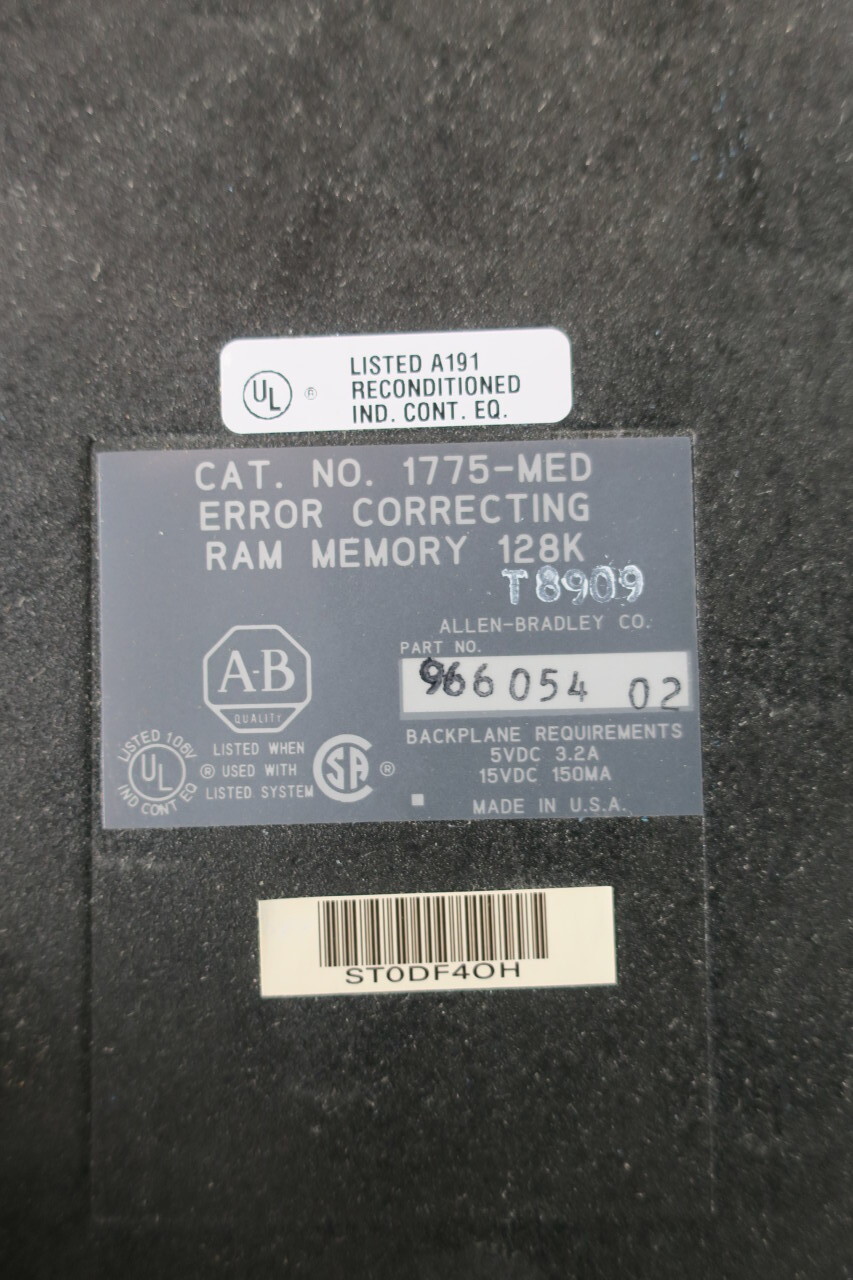 UL ® LISTED A191
RECONDITIONED
IND. CONT. EQ.
CAT. NO. 1775-MED
ERROR CORRECTING
RAM MEMORY 128K
T8909
ALLEN-BRADLEY CO.
PART NO.
966054 02
A-B
QUALITY
BACKPLANE REQUIREMENTS
5VDC 3.2A
15VDC 150MA
MADE IN U.S.A.
LISTED 106V
UL ®
IND CONT EQ
LISTED WHEN
USED WITH
LISTED SYSTEM
SA ®
ST0DF4OH